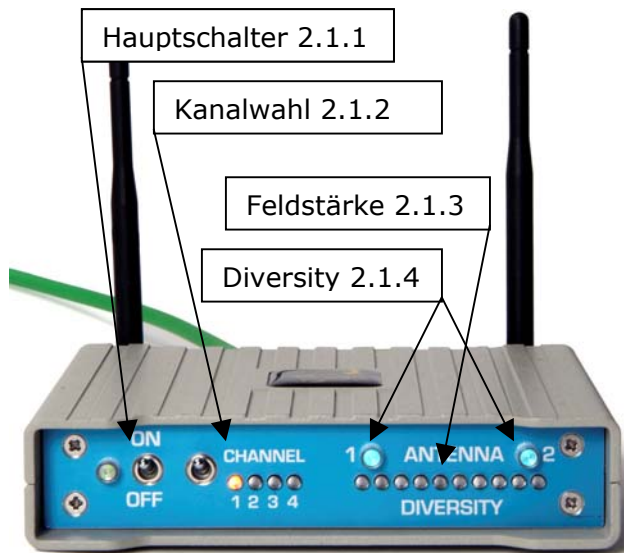 Hauptschalter 2.1.1
Kanalwahl 2.1.2
Feldstärke 2.1.3
Diversity 2.1.4
ON
OFF
CHANNEL
1 2 3 4
1 ANTENNA 2
DIVERSITY